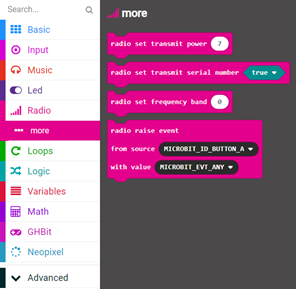 Search...
Basic
Input
Music
Led
Radio
more
Loops
Logic
Variables
Math
GHBit
Neopixel
Advanced
more
radio set transmit power 7
radio set transmit serial number true
radio set frequency band 0
radio raise event
from source MICROBIT_ID_BUTTON_A
with value MICROBIT_EVT_ANY